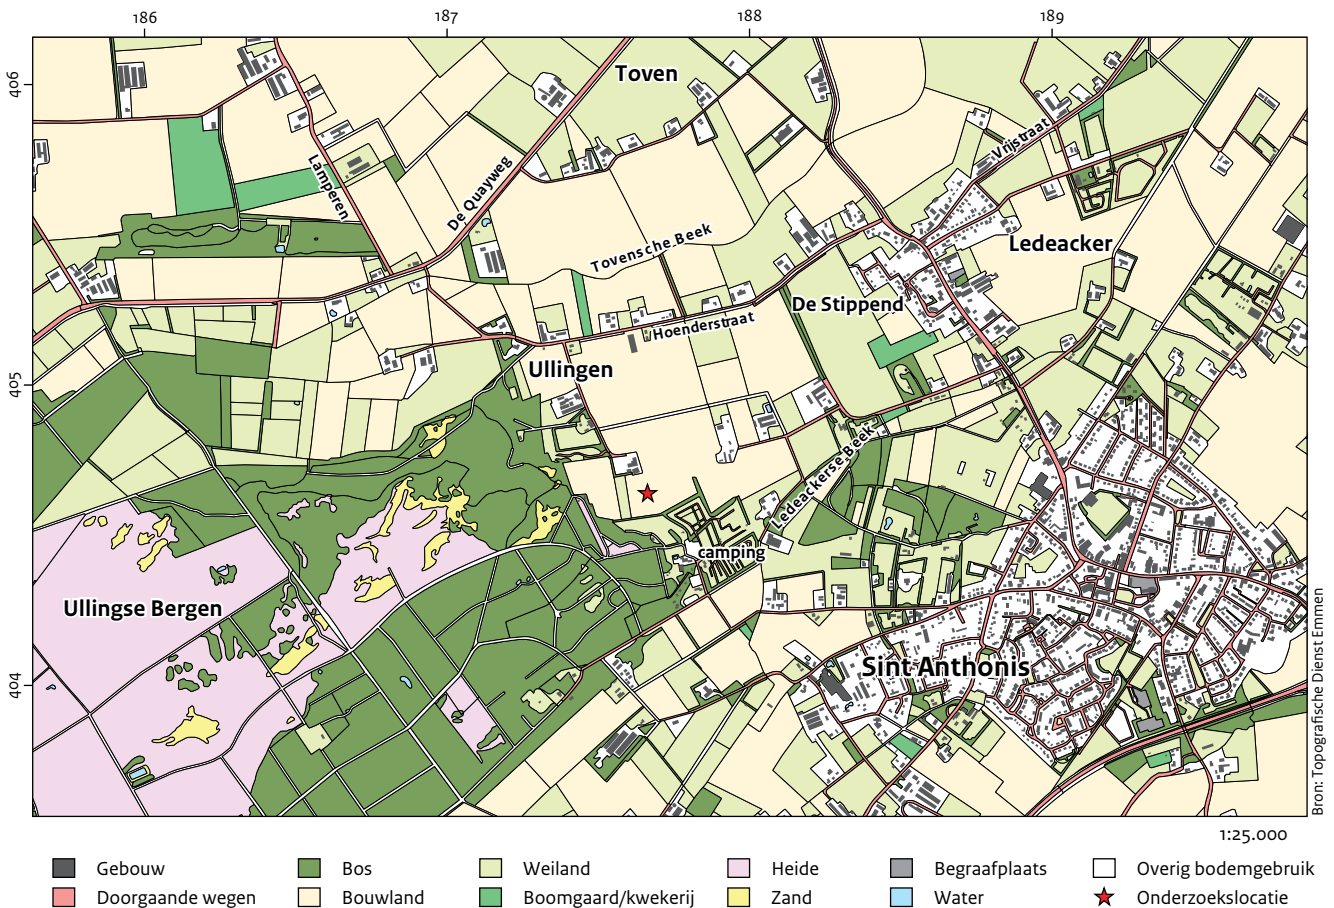 186 187 188 189
406
405
404
Toven
Vrijstraat
Lamperen
De Quayweg
Tovensche Beek
Ledeacker
De Stippend
Hoenderstraat
Ullingen
Ledeackerse Beek
camping
Ullingse Bergen
Sint Anthonis
Bron: Topografische Dienst Emmen
1:25.000
Gebouw Bos Weiland Heide Begraafplaats Overig bodemgebruik
Doorgaande wegen Bouwland Boomgaard/kwekerij Zand Water Onderzoekslocatie